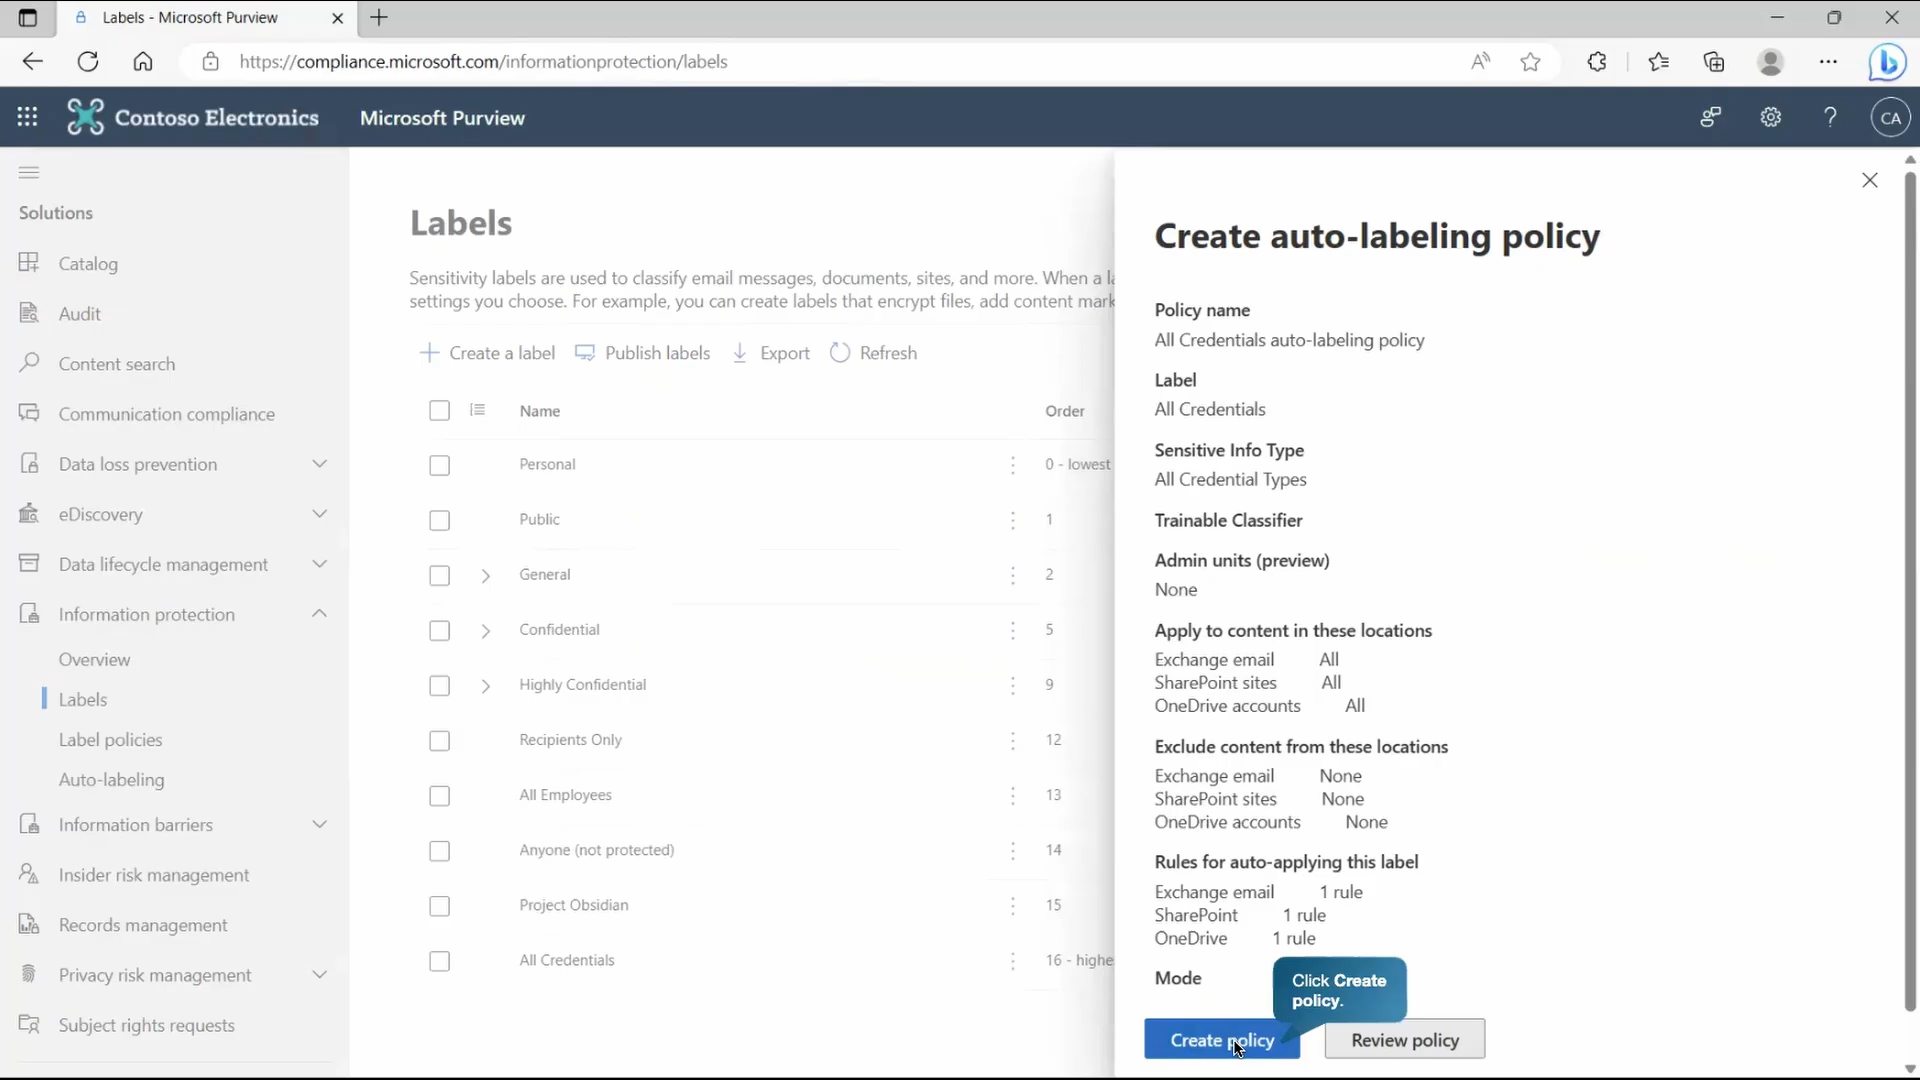 Labels - Microsoft Purview
https://compliance.microsoft.com/informationprotection/labels
Contoso Electronics
Microsoft Purview
CA
Solutions
Catalog
Audit
Content search
Communication compliance
Data loss prevention
eDiscovery
Data lifecycle management
Information protection
Overview
Labels
Label policies
Auto-labeling
Information barriers
Insider risk management
Records management
Privacy risk management
Subject rights requests
Labels
Sensitivity labels are used to classify email messages, documents, sites, and more. When a la
settings you choose. For example, you can create labels that encrypt files, add content mark
Create a label Publish labels Export Refresh
Name Order
Personal 0 - lowest
Public 1
General 2
Confidential 5
Highly Confidential 9
Recipients Only 12
All Employees 13
Anyone (not protected) 14
Project Obsidian 15
All Credentials 16 - highe
Create auto-labeling policy
Policy name
All Credentials auto-labeling policy
Label
All Credentials
Sensitive Info Type
All Credential Types
Trainable Classifier
Admin units (preview)
None
Apply to content in these locations
Exchange email All
SharePoint sites All
OneDrive accounts All
Exclude content from these locations
Exchange email None
SharePoint sites None
OneDrive accounts None
Rules for auto-applying this label
Exchange email 1 rule
SharePoint 1 rule
OneDrive 1 rule
Mode
Click Create
policy.
Create policy Review policy